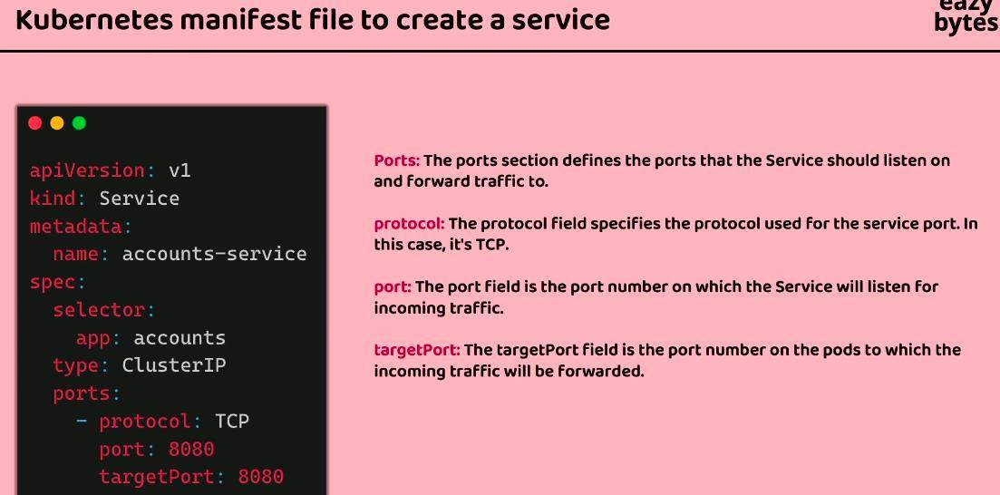 Kubernetes manifest file to create a service
eazy
bytes
apiVersion: v1
kind: Service
metadata:
  name: accounts-service
spec:
  selector:
    app: accounts
  type: ClusterIP
  ports:
    - protocol: TCP
      port: 8080
      targetPort: 8080
Ports: The ports section defines the ports that the Service should listen on
and forward traffic to.
protocol: The protocol field specifies the protocol used for the service port. In
this case, it's TCP.
port: The port field is the port number on which the Service will listen for
incoming traffic.
targetPort: The targetPort field is the port number on the pods to which the
incoming traffic will be forwarded.